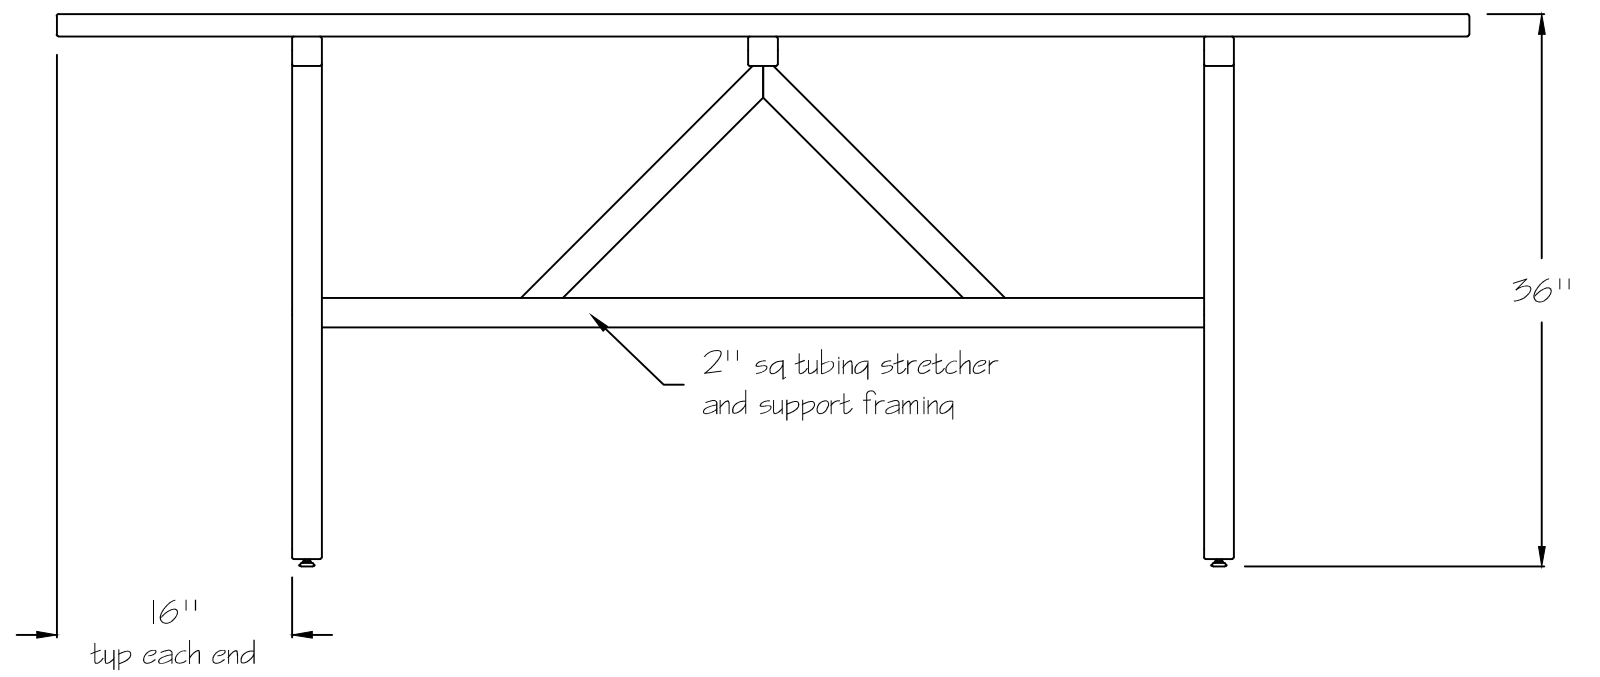 36"
2" sq tubing stretcher
and support framing
16"
typ each end